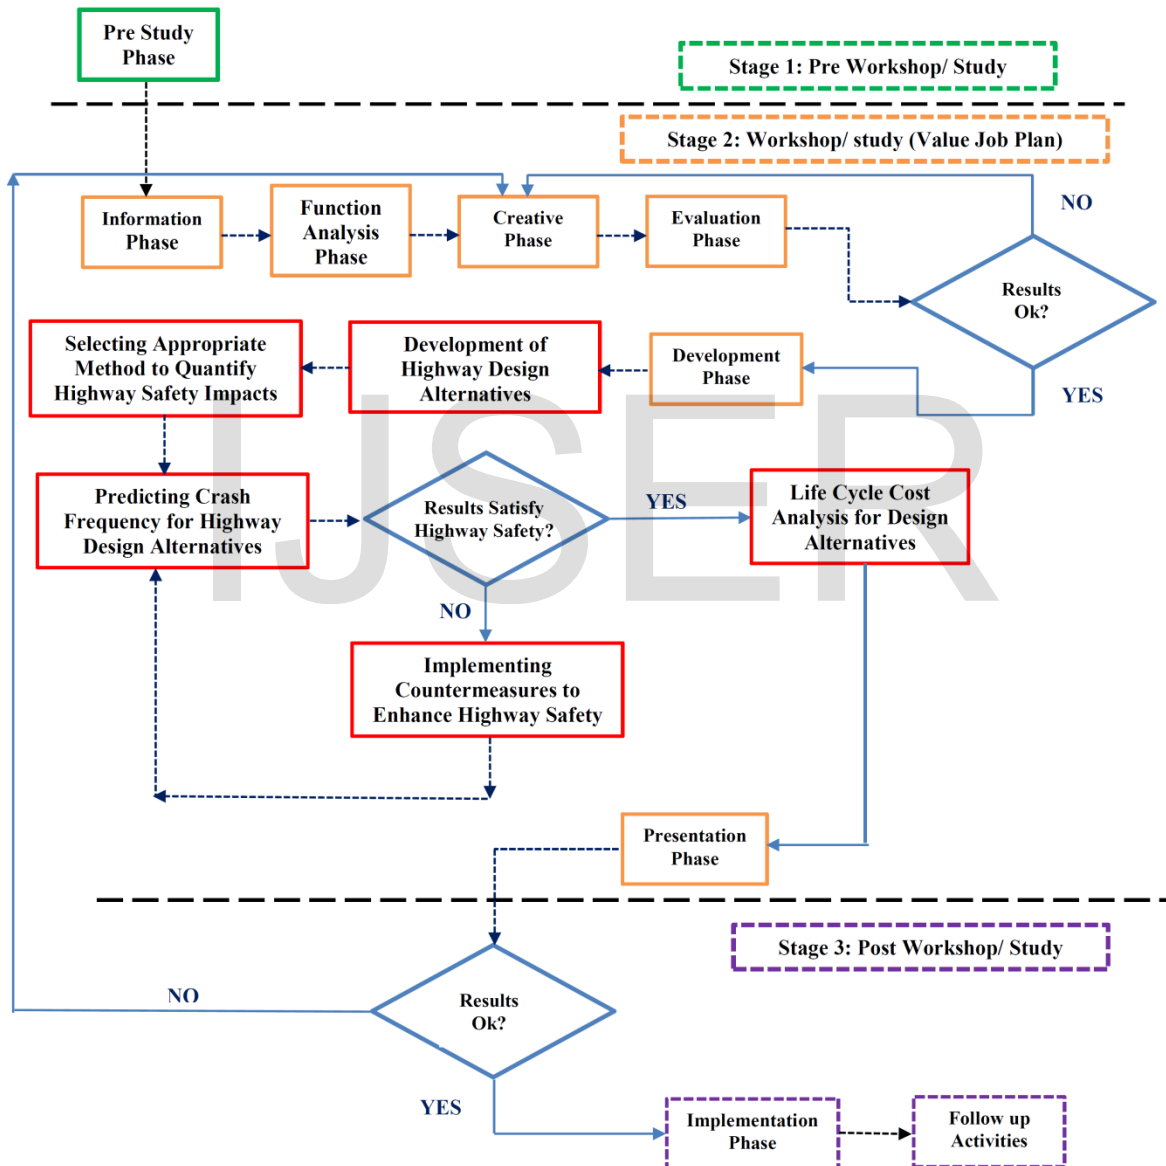 Pre Study
Phase
Stage 1: Pre Workshop/ Study
Stage 2: Workshop/ study (Value Job Plan)
Information
Phase
Function
Analysis
Phase
Creative
Phase
Evaluation
Phase
NO
Results
Ok?
YES
Selecting Appropriate
Method to Quantify
Highway Safety Impacts
Development of
Highway Design
Alternatives
Development
Phase
IJSER
Predicting Crash
Frequency for Highway
Design Alternatives
Results Satisfy
Highway Safety?
YES
Life Cycle Cost
Analysis for Design
Alternatives
NO
Implementing
Countermeasures to
Enhance Highway Safety
Presentation
Phase
Stage 3: Post Workshop/ Study
NO
Results
Ok?
YES
Implementation
Phase
Follow up
Activities